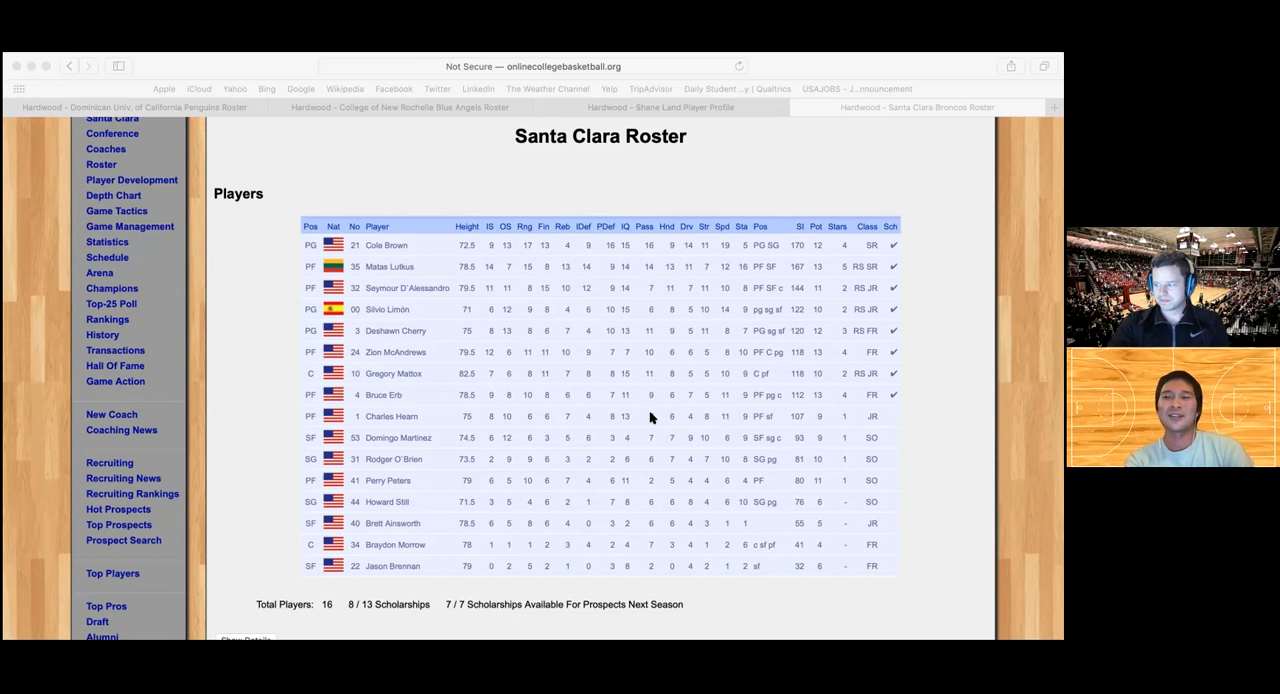 Not Secure — onlinecollegebasketball.org
Apple iCloud Yahoo Bing Google Wikipedia Facebook Twitter LinkedIn The Weather Channel Yelp TripAdvisor Daily Student ...y | Qualtrics USAJOBS - J...nnouncement
Hardwood - Dominican Univ. of California Penguins Roster Hardwood - College of New Rochelle Blue Angels Roster Hardwood - Shane Land Player Profile Hardwood - Santa Clara Broncos Roster
Santa Clara
Conference
Coaches
Roster
Player Development
Depth Chart
Game Tactics
Game Management
Statistics
Schedule
Arena
Champions
Top-25 Poll
Rankings
History
Transactions
Hall Of Fame
Game Action
New Coach
Coaching News
Recruiting
Recruiting News
Recruiting Rankings
Hot Prospects
Top Prospects
Prospect Search
Top Players
Top Pros
Draft
Alumni
Santa Clara Roster
Players
Pos Nat No Player Height IS OS Rng Fin Reb IDef PDef IQ Pass Hnd Drv Str Spd Sta Pos SI Pot Stars Class Sch
PG 21 Cole Brown 72.5 9 13 17 13 4 9 16 15 16 9 14 11 19 5 PG SG 170 12 4 SR ✔
PF 35 Matas Lutkus 78.5 14 7 15 8 13 14 9 14 14 13 11 7 12 16 PF SF 167 13 5 RS SR ✔
PF 32 Seymour D`Alessandro 79.5 11 11 8 15 10 12 9 14 7 11 7 11 10 8 PF SF c 144 11 2 RS JR ✔
PG 00 Silvio Limón 71 6 12 9 8 4 6 10 15 6 8 5 10 14 9 pg sg sf 122 10 2 RS JR ✔
PG 3 Deshawn Cherry 75 8 13 8 6 7 4 10 13 11 9 5 11 8 7 PG sg sf 120 12 3 RS FR ✔
PF 24 Zion McAndrews 79.5 12 6 11 11 10 9 7 7 10 6 6 5 8 10 PF C pg 118 13 4 FR ✔
C 10 Gregory Mattox 82.5 7 6 8 11 7 8 8 15 11 8 5 5 10 9 C pf 118 10 2 RS JR ✔
PF 4 Bruce Erb 78.5 9 8 10 8 6 6 7 11 9 6 7 5 11 9 PF pg c 112 13 4 FR ✔
PF 1 Charles Hearn 75 8 10 6 6 7 4 8 13 6 4 8 11 9 PF sf 107 9 1 JR
SF 53 Domingo Martinez 74.5 6 12 6 3 5 6 3 4 7 7 9 10 6 9 SF sg c 93 9 1 SO
SG 31 Rodger O`Brien 73.5 2 9 9 6 3 2 2 6 6 7 4 7 10 8 SG pg 81 10 1 SO
PF 41 Perry Peters 79 6 5 10 6 7 4 6 11 2 5 4 4 6 4 PF 80 11 1 SO
SG 44 Howard Still 71.5 3 5 4 6 2 1 7 8 6 6 8 4 6 10 SG pg 76 6 - SO
SF 40 Brett Ainsworth 78.5 6 5 8 6 4 0 3 2 6 6 4 3 1 1 55 5 - JR
C 34 Braydon Morrow 78 1 1 1 2 3 4 2 4 7 3 4 1 2 6 c sf pf 41 4 - FR
SF 22 Jason Brennan 79 0 2 5 2 1 0 3 8 2 0 4 2 1 2 sf 32 6 - FR
Total Players: 16 8 / 13 Scholarships 7 / 7 Scholarships Available For Prospects Next Season
Show Details